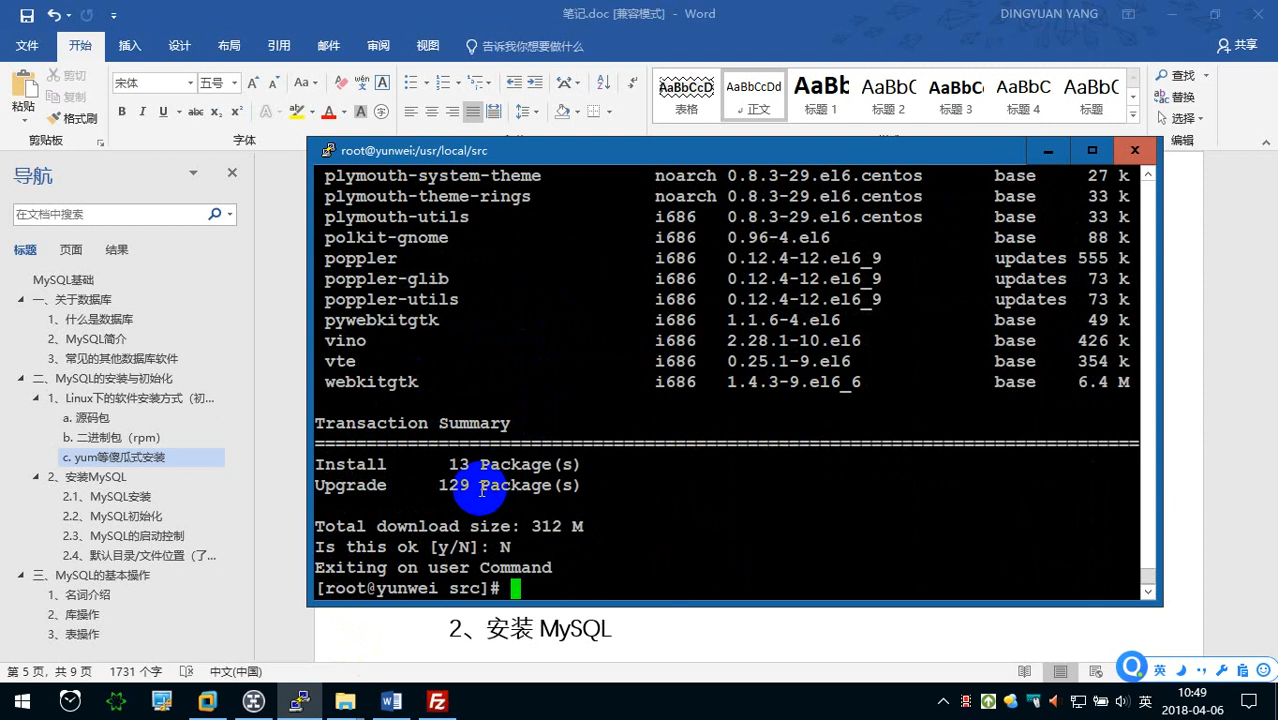 笔记.doc [兼容模式] - Word
DINGYUAN YANG
文件 开始 插入 设计 布局 引用 邮件 审阅 视图 告诉我你想要做什么 共享
粘贴
剪切
复制
格式刷
剪贴板
宋体 五号
字体
AaBbCcD
表格
AaBbCcDd
正文
AaBb
标题 1
AaBbC
标题 2
AaBbC
标题 3
AaBbC
标题 4
AaBbC
标题
查找
替换
选择
编辑
导航
在文档中搜索
标题 页面 结果
MySQL基础
一、关于数据库
1、什么是数据库
2、MySQL简介
3、常见的其他数据库软件
二、MySQL的安装与初始化
1、Linux下的软件安装方式（初...
a. 源码包
b. 二进制包（rpm）
c. yum等傻瓜式安装
2、安装MySQL
2.1、MySQL安装
2.2、MySQL初始化
2.3、MySQL的启动控制
2.4、默认目录/文件位置（了...
三、MySQL的基本操作
1、名词介绍
2、库操作
3、表操作
root@yunwei:/usr/local/src
plymouth-system-theme noarch 0.8.3-29.el6.centos base 27 k
plymouth-theme-rings noarch 0.8.3-29.el6.centos base 33 k
plymouth-utils i686 0.8.3-29.el6.centos base 33 k
polkit-gnome i686 0.96-4.el6 base 88 k
poppler i686 0.12.4-12.el6_9 updates 555 k
poppler-glib i686 0.12.4-12.el6_9 updates 73 k
poppler-utils i686 0.12.4-12.el6_9 updates 73 k
pywebkitgtk i686 1.1.6-4.el6 base 49 k
vino i686 2.28.1-10.el6 base 426 k
vte i686 0.25.1-9.el6 base 354 k
webkitgtk i686 1.4.3-9.el6_6 base 6.4 M
Transaction Summary
================================================================================
Install 13 Package(s)
Upgrade 129 Package(s)
Total download size: 312 M
Is this ok [y/N]: N
Exiting on user Command
[root@yunwei src]#
2、安装 MySQL
第 5 页，共 9 页 1731 个字 中文(中国)
英
英
10:49
2018-04-06